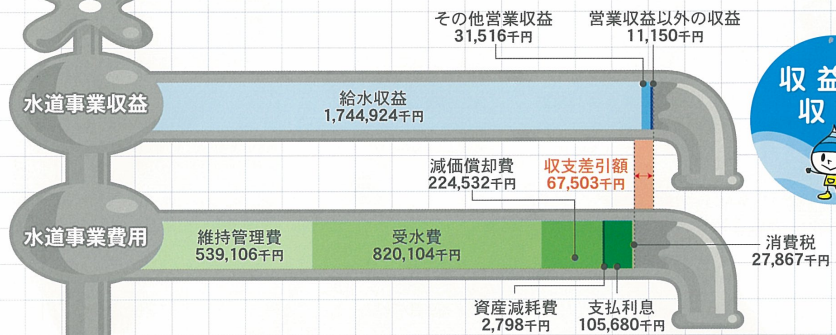 その他営業収益
31,516千円
営業収益以外の収益
11,150千円
水道事業収益
給水収益
1,744,924千円
収益
収
減価償却費
224,532千円
収支差引額
67,503千円
水道事業費用
維持管理費
539,106千円
受水費
820,104千円
消費税
27,867千円
資産減耗費
2,798千円
支払利息
105,680千円